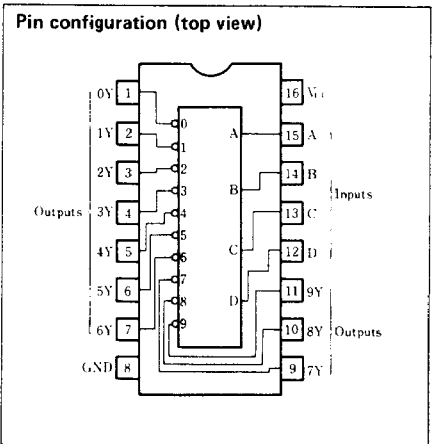 Pin configuration (top view)
0Y 1
1Y 2
2Y 3
Outputs 3Y 4
4Y 5
5Y 6
6Y 7
GND 8
0
1
2
3
4
5
6
7
8
9
A
B
C
D
16
15 A
14 B
Inputs
13 C
12 D
11 9Y
10 8Y Outputs
9 7Y